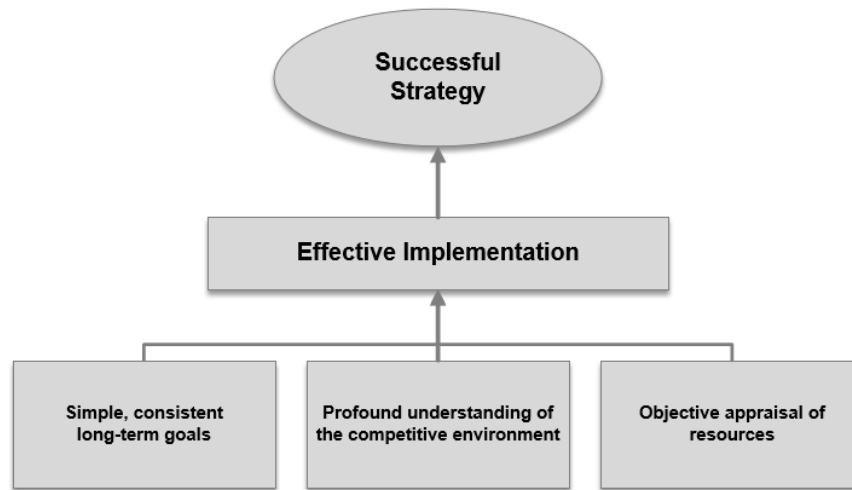 Successful
Strategy
Effective Implementation
Simple, consistent
long-term goals
Profound understanding of
the competitive environment
Objective appraisal of
resources